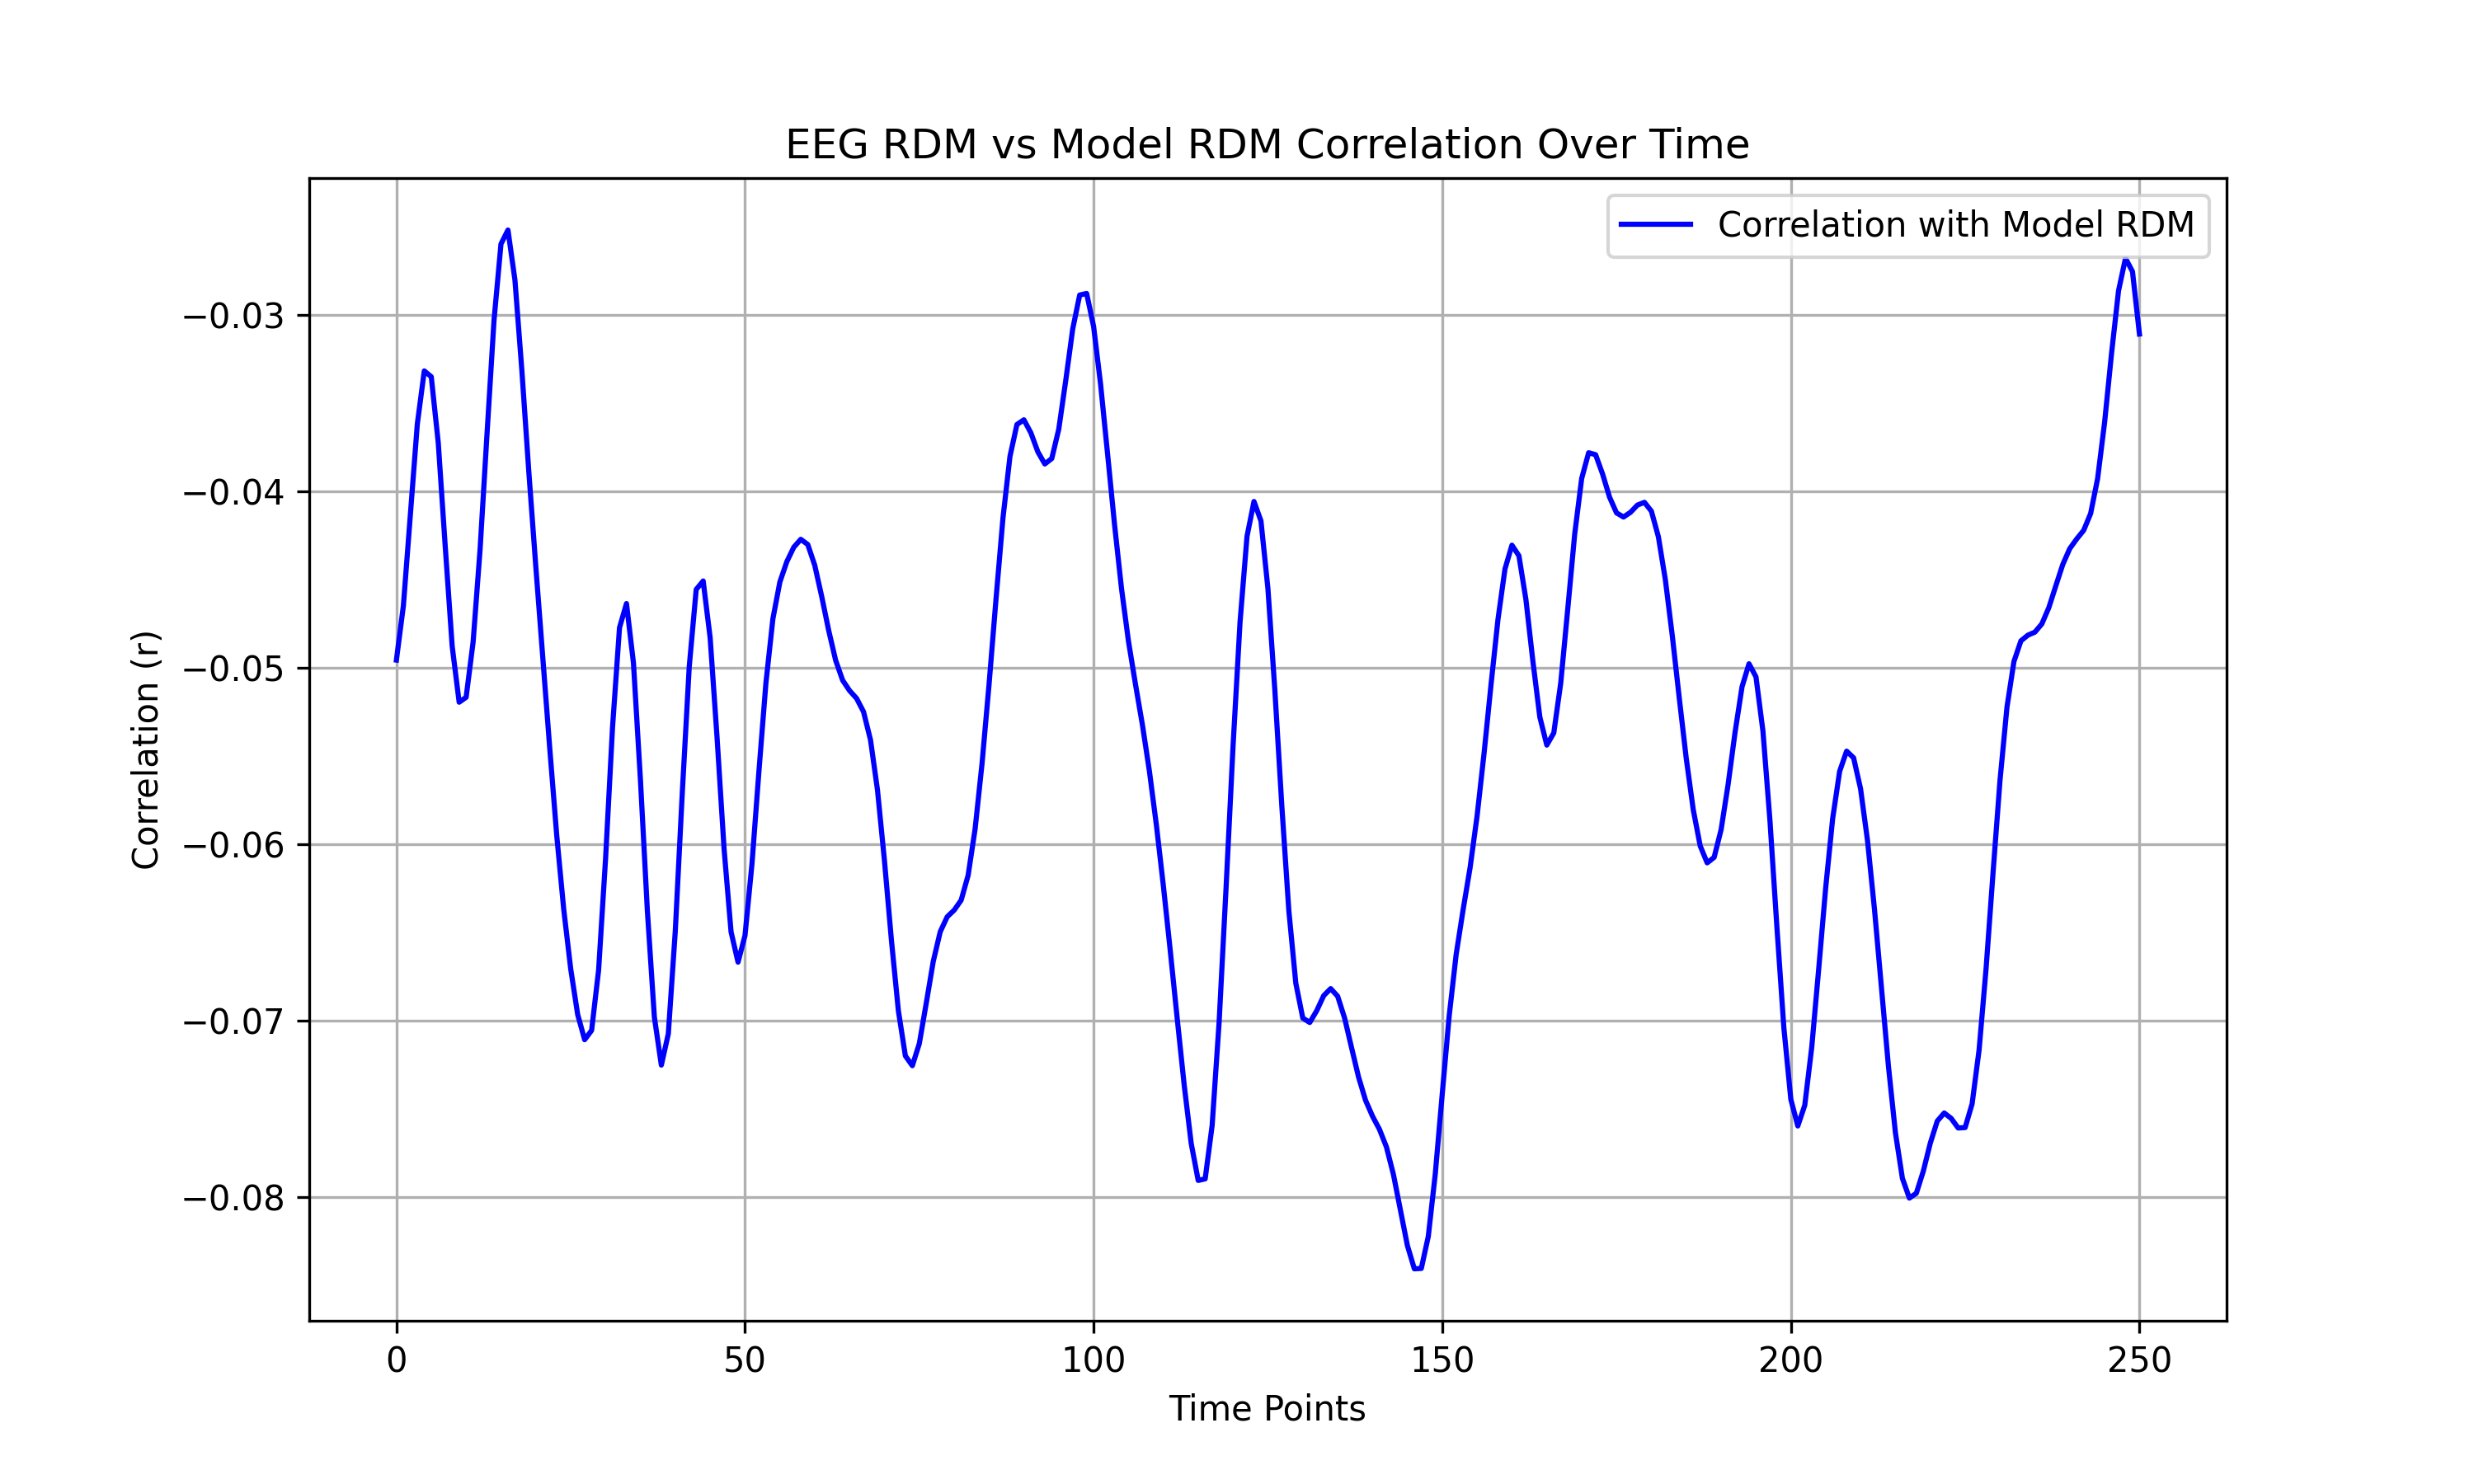 EEG RDM vs Model RDM Correlation Over Time
Correlation with Model RDM
−0.03
−0.04
−0.05
−0.06
−0.07
−0.08
Correlation (r)
0 50 100 150 200 250
Time Points